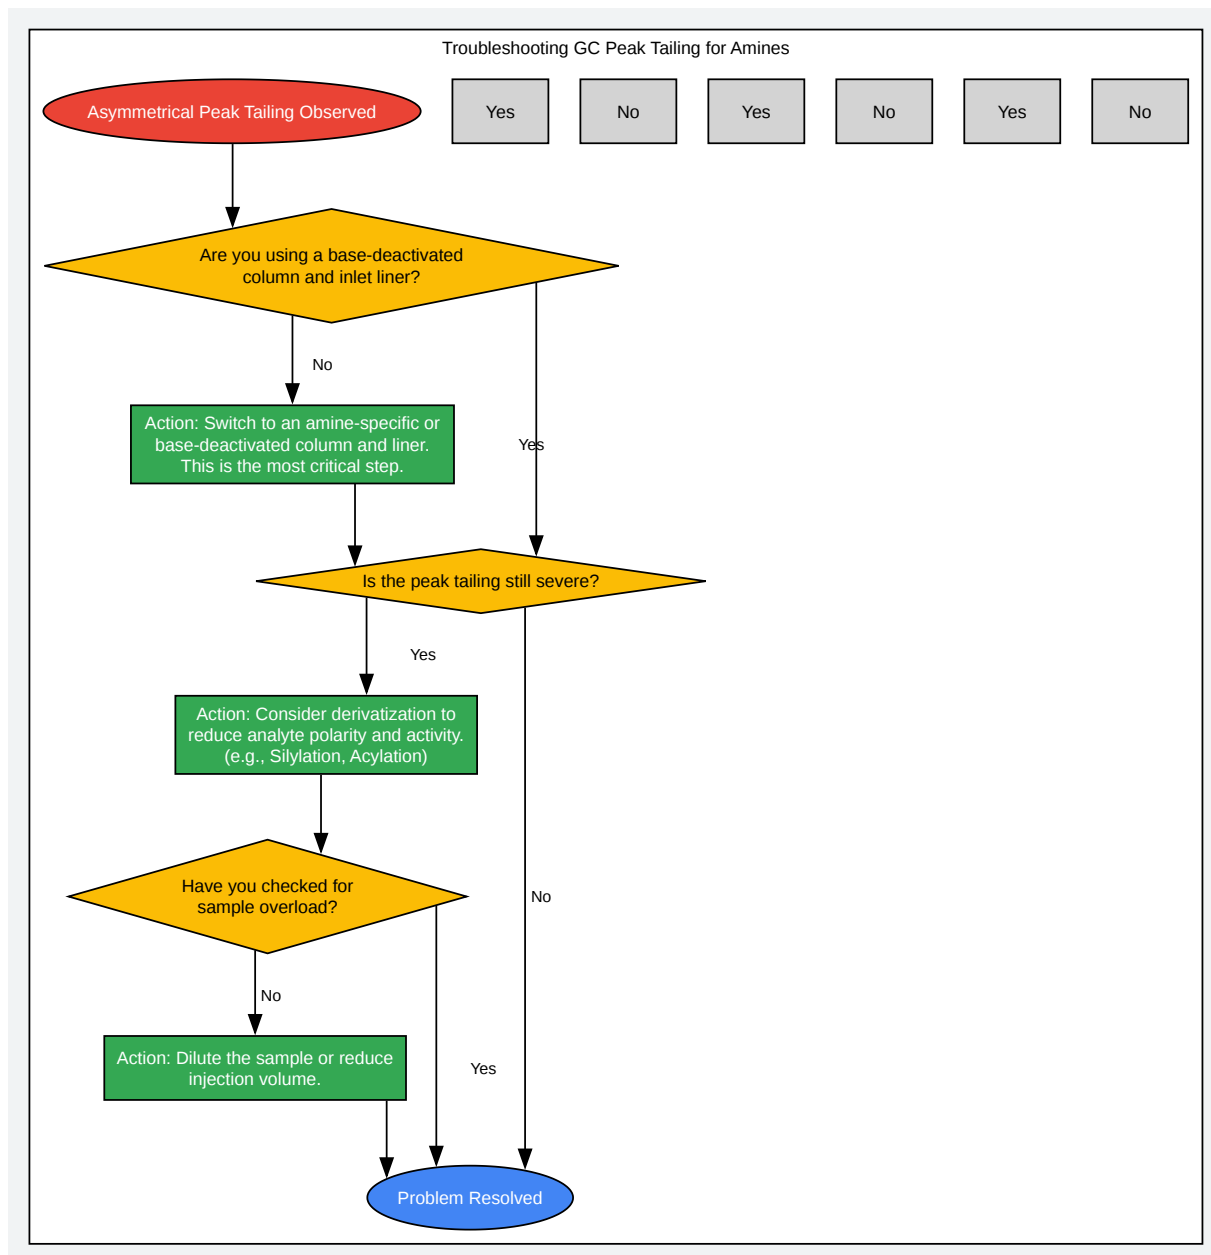 Troubleshooting GC Peak Tailing for Amines
Asymmetrical Peak Tailing Observed
Yes
No
Yes
No
Yes
No
Are you using a base-deactivated
column and inlet liner?
No
Action: Switch to an amine-specific or
base-deactivated column and liner.
This is the most critical step.
Yes
Is the peak tailing still severe?
Yes
Action: Consider derivatization to
reduce analyte polarity and activity.
(e.g., Silylation, Acylation)
Have you checked for
sample overload?
No
No
Action: Dilute the sample or reduce
injection volume.
Yes
Problem Resolved